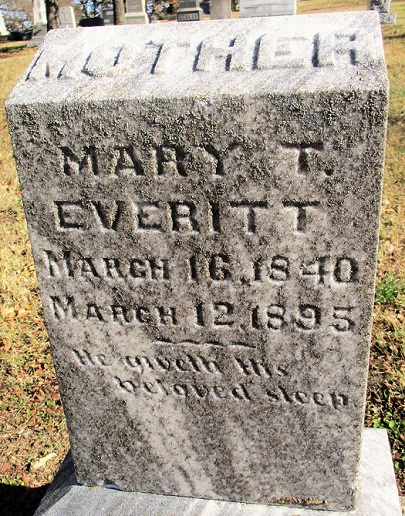 MOTHER
MARY T.
EVERITT
MARCH 16, 1840
MARCH 12, 1895
He giveth His
beloved sleep